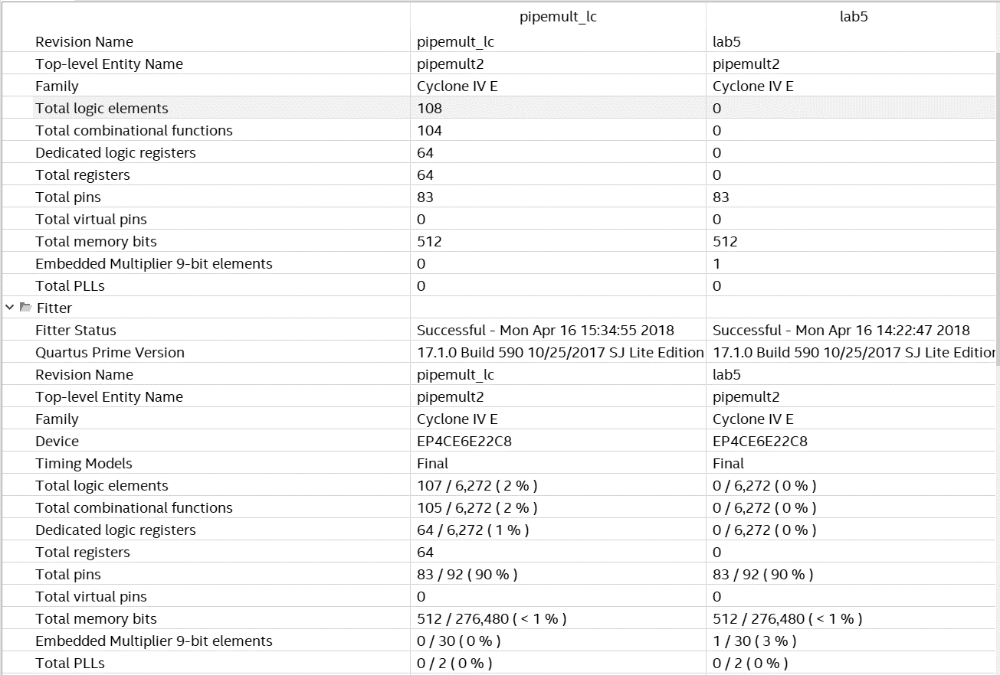 pipemult_lc lab5
Revision Name pipemult_lc lab5
Top-level Entity Name pipemult2 pipemult2
Family Cyclone IV E Cyclone IV E
Total logic elements 108 0
Total combinational functions 104 0
Dedicated logic registers 64 0
Total registers 64 0
Total pins 83 83
Total virtual pins 0 0
Total memory bits 512 512
Embedded Multiplier 9-bit elements 0 1
Total PLLs 0 0
Fitter
Fitter Status Successful - Mon Apr 16 15:34:55 2018 Successful - Mon Apr 16 14:22:47 2018
Quartus Prime Version 17.1.0 Build 590 10/25/2017 SJ Lite Edition 17.1.0 Build 590 10/25/2017 SJ Lite Edition
Revision Name pipemult_lc lab5
Top-level Entity Name pipemult2 pipemult2
Family Cyclone IV E Cyclone IV E
Device EP4CE6E22C8 EP4CE6E22C8
Timing Models Final Final
Total logic elements 107 / 6,272 ( 2 % ) 0 / 6,272 ( 0 % )
Total combinational functions 105 / 6,272 ( 2 % ) 0 / 6,272 ( 0 % )
Dedicated logic registers 64 / 6,272 ( 1 % ) 0 / 6,272 ( 0 % )
Total registers 64 0
Total pins 83 / 92 ( 90 % ) 83 / 92 ( 90 % )
Total virtual pins 0 0
Total memory bits 512 / 276,480 ( < 1 % ) 512 / 276,480 ( < 1 % )
Embedded Multiplier 9-bit elements 0 / 30 ( 0 % ) 1 / 30 ( 3 % )
Total PLLs 0 / 2 ( 0 % ) 0 / 2 ( 0 % )